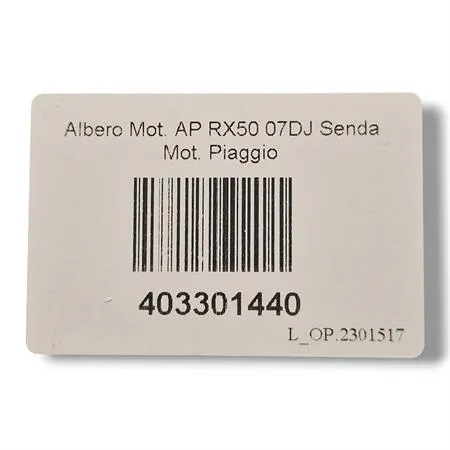 Albero Mot. AP RX50 07DJ Senda
Mot. Piaggio
403301440
L_OP.2301517